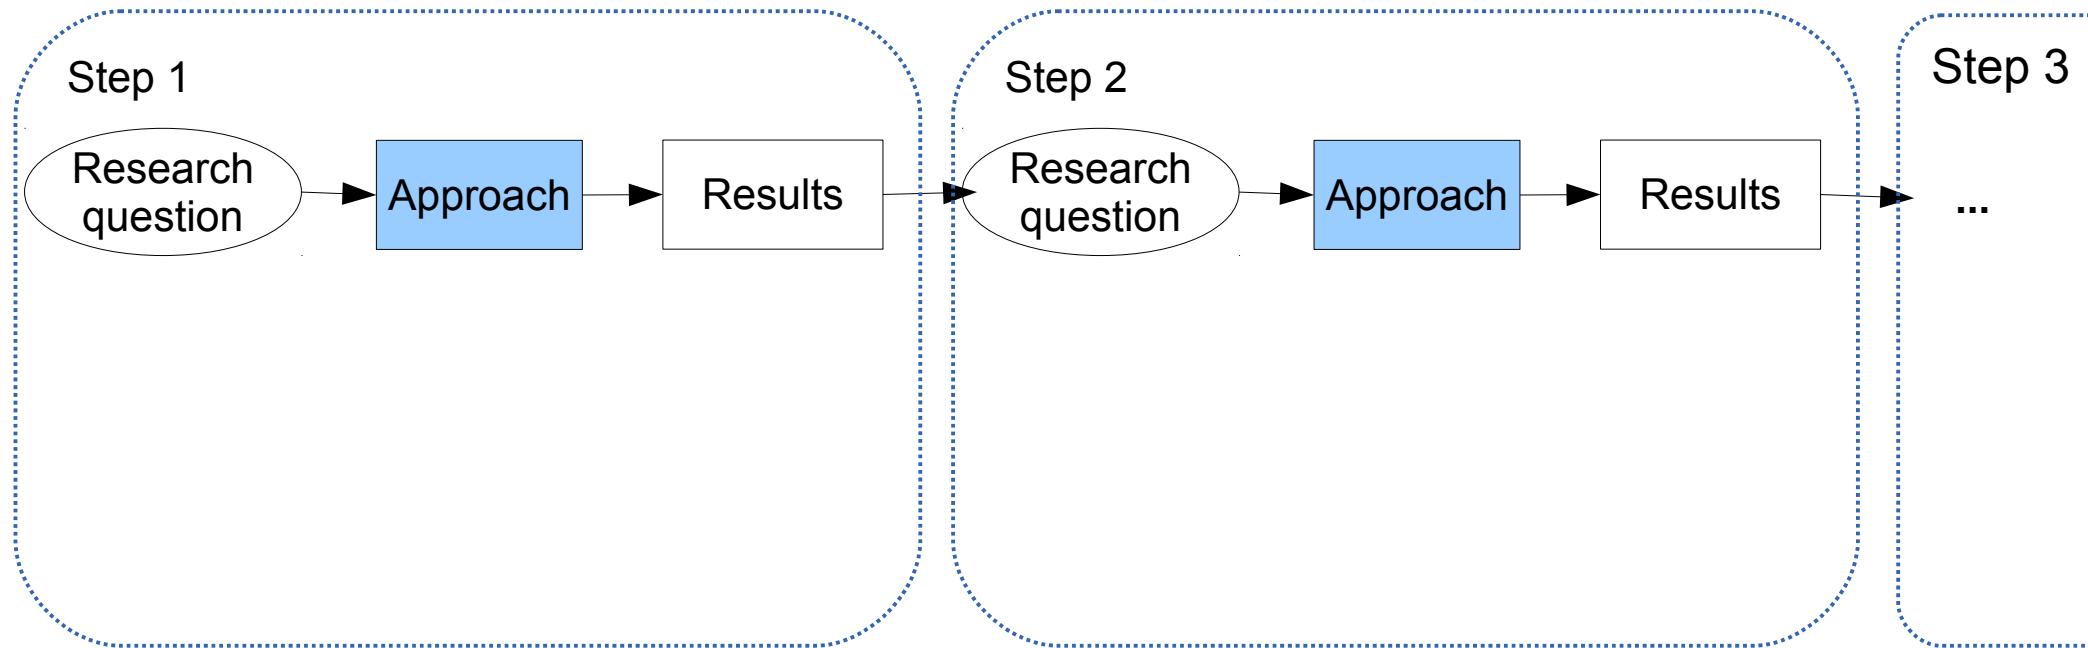 Step 1
Research
question
Approach
Results
Step 2
Research
question
Approach
Results
Step 3
...